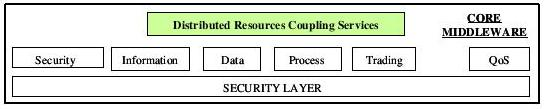 Distributed Resources Coupling Services
CORE
MIDDLEWARE
Security
Information
Data
Process
Trading
QoS
SECURITY LAYER